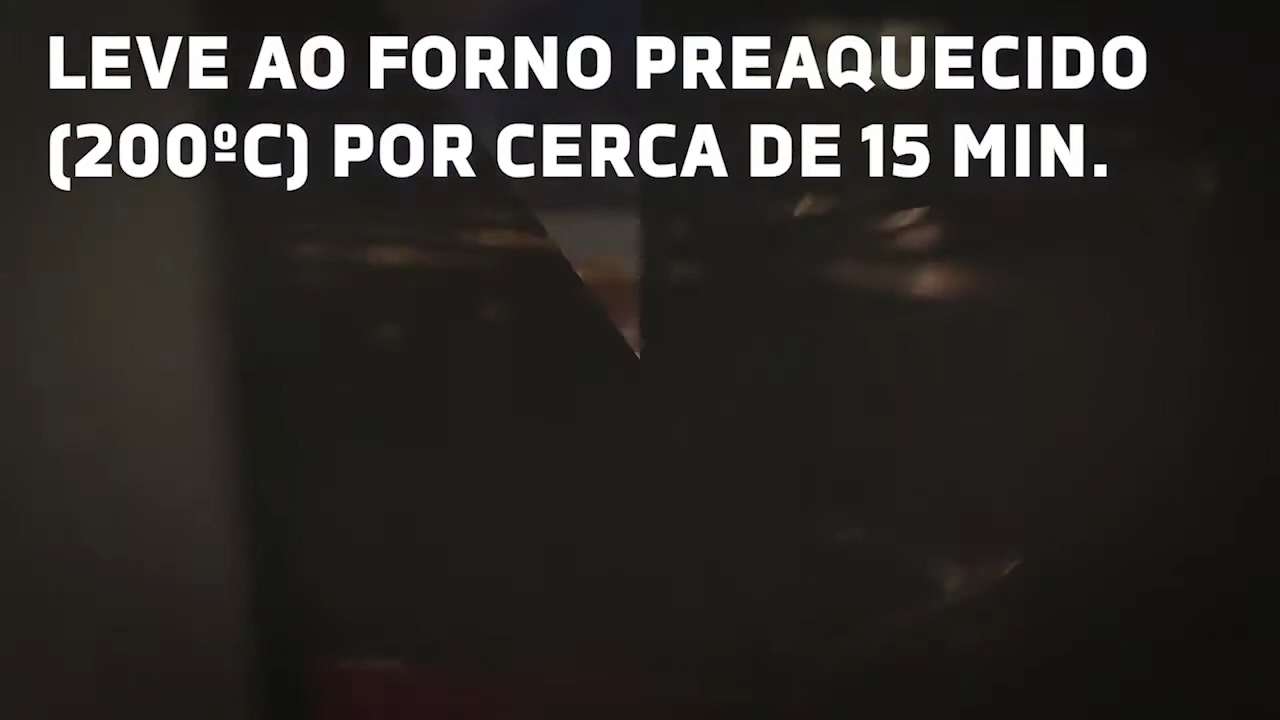 LEVE AO FORNO PREAQUECIDO
(200ºC) POR CERCA DE 15 MIN.